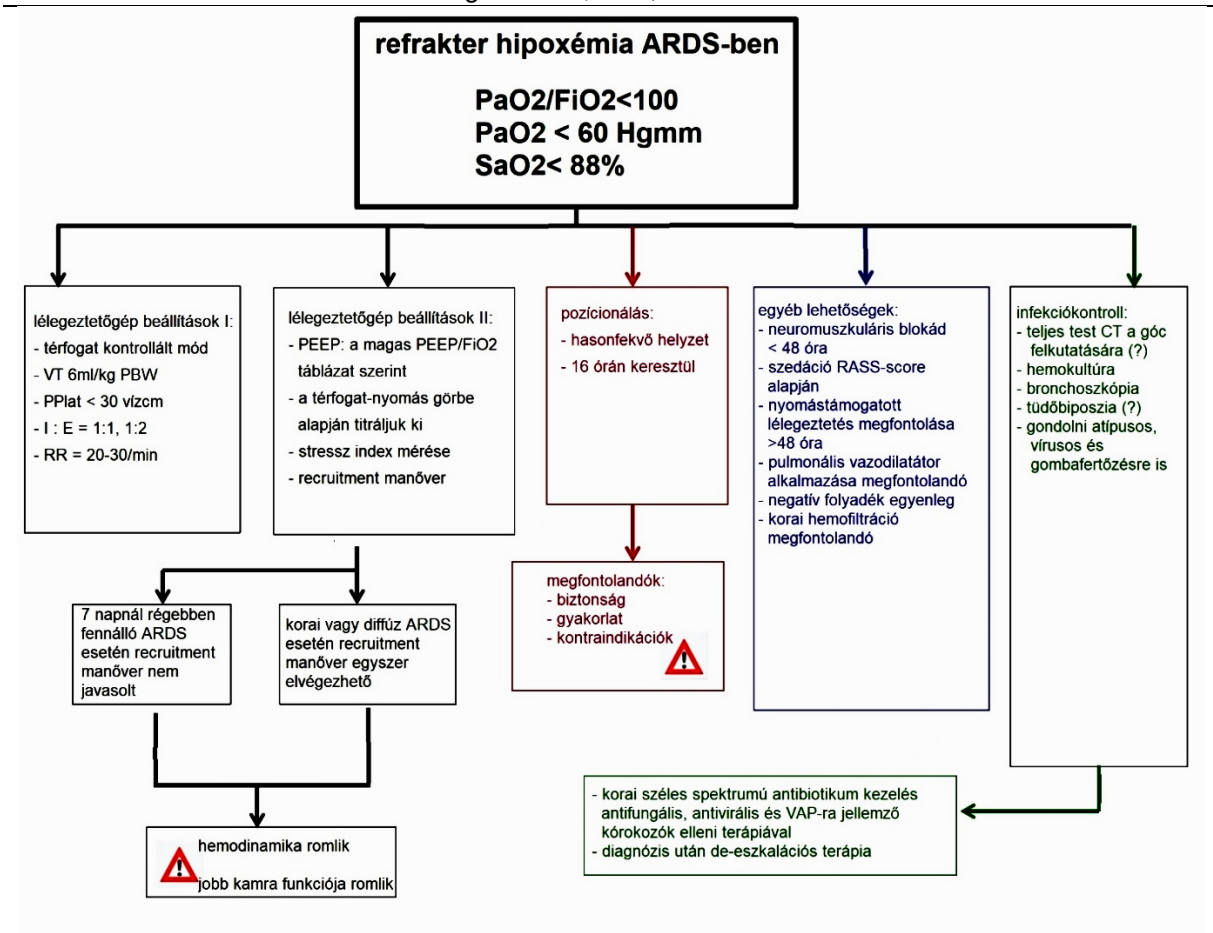 refrakter hipoxémia ARDS-ben
PaO2/FiO2<100
PaO2 < 60 Hgmm
SaO2< 88%
lélegeztetőgép beállítások I:
- térfogat kontrollált mód
- VT 6ml/kg PBW
- PPlat < 30 vízcm
- I : E = 1:1, 1:2
- RR = 20-30/min
lélegeztetőgép beállítások II:
- PEEP: a magas PEEP/FiO2
táblázat szerint
- a térfogat-nyomás görbe
alapján titráljuk ki
- stressz index mérése
- recruitment manőver
pozícionálás:
- hasonfekvő helyzet
- 16 órán keresztül
egyéb lehetőségek:
- neuromuszkuláris blokád
< 48 óra
- szedáció RASS-score
alapján
- nyomástámogatott
lélegeztetés megfontolása
>48 óra
- pulmonális vazodilatátor
alkalmazása megfontolandó
- negatív folyadék egyenleg
- korai hemofiltráció
megfontolandó
infekciókontroll:
- teljes test CT a góc
felkutatására (?)
- hemokultúra
- bronchoszkópia
- tüdőbiposzia (?)
- gondolni atípusos,
vírusos és
gombafertőzésre is
7 napnál régebben
fennálló ARDS
esetén recruitment
manőver nem
javasolt
korai vagy diffúz ARDS
esetén recruitment
manőver egyszer
elvégezhető
megfontolandók:
- biztonság
- gyakorlat
- kontraindikációk
hemodinamika romlik
jobb kamra funkciója romlik
- korai széles spektrumú antibiotikum kezelés
antifungális, antivirális és VAP-ra jellemző
kórokozók elleni terápiával
- diagnózis után de-eszkalációs terápia